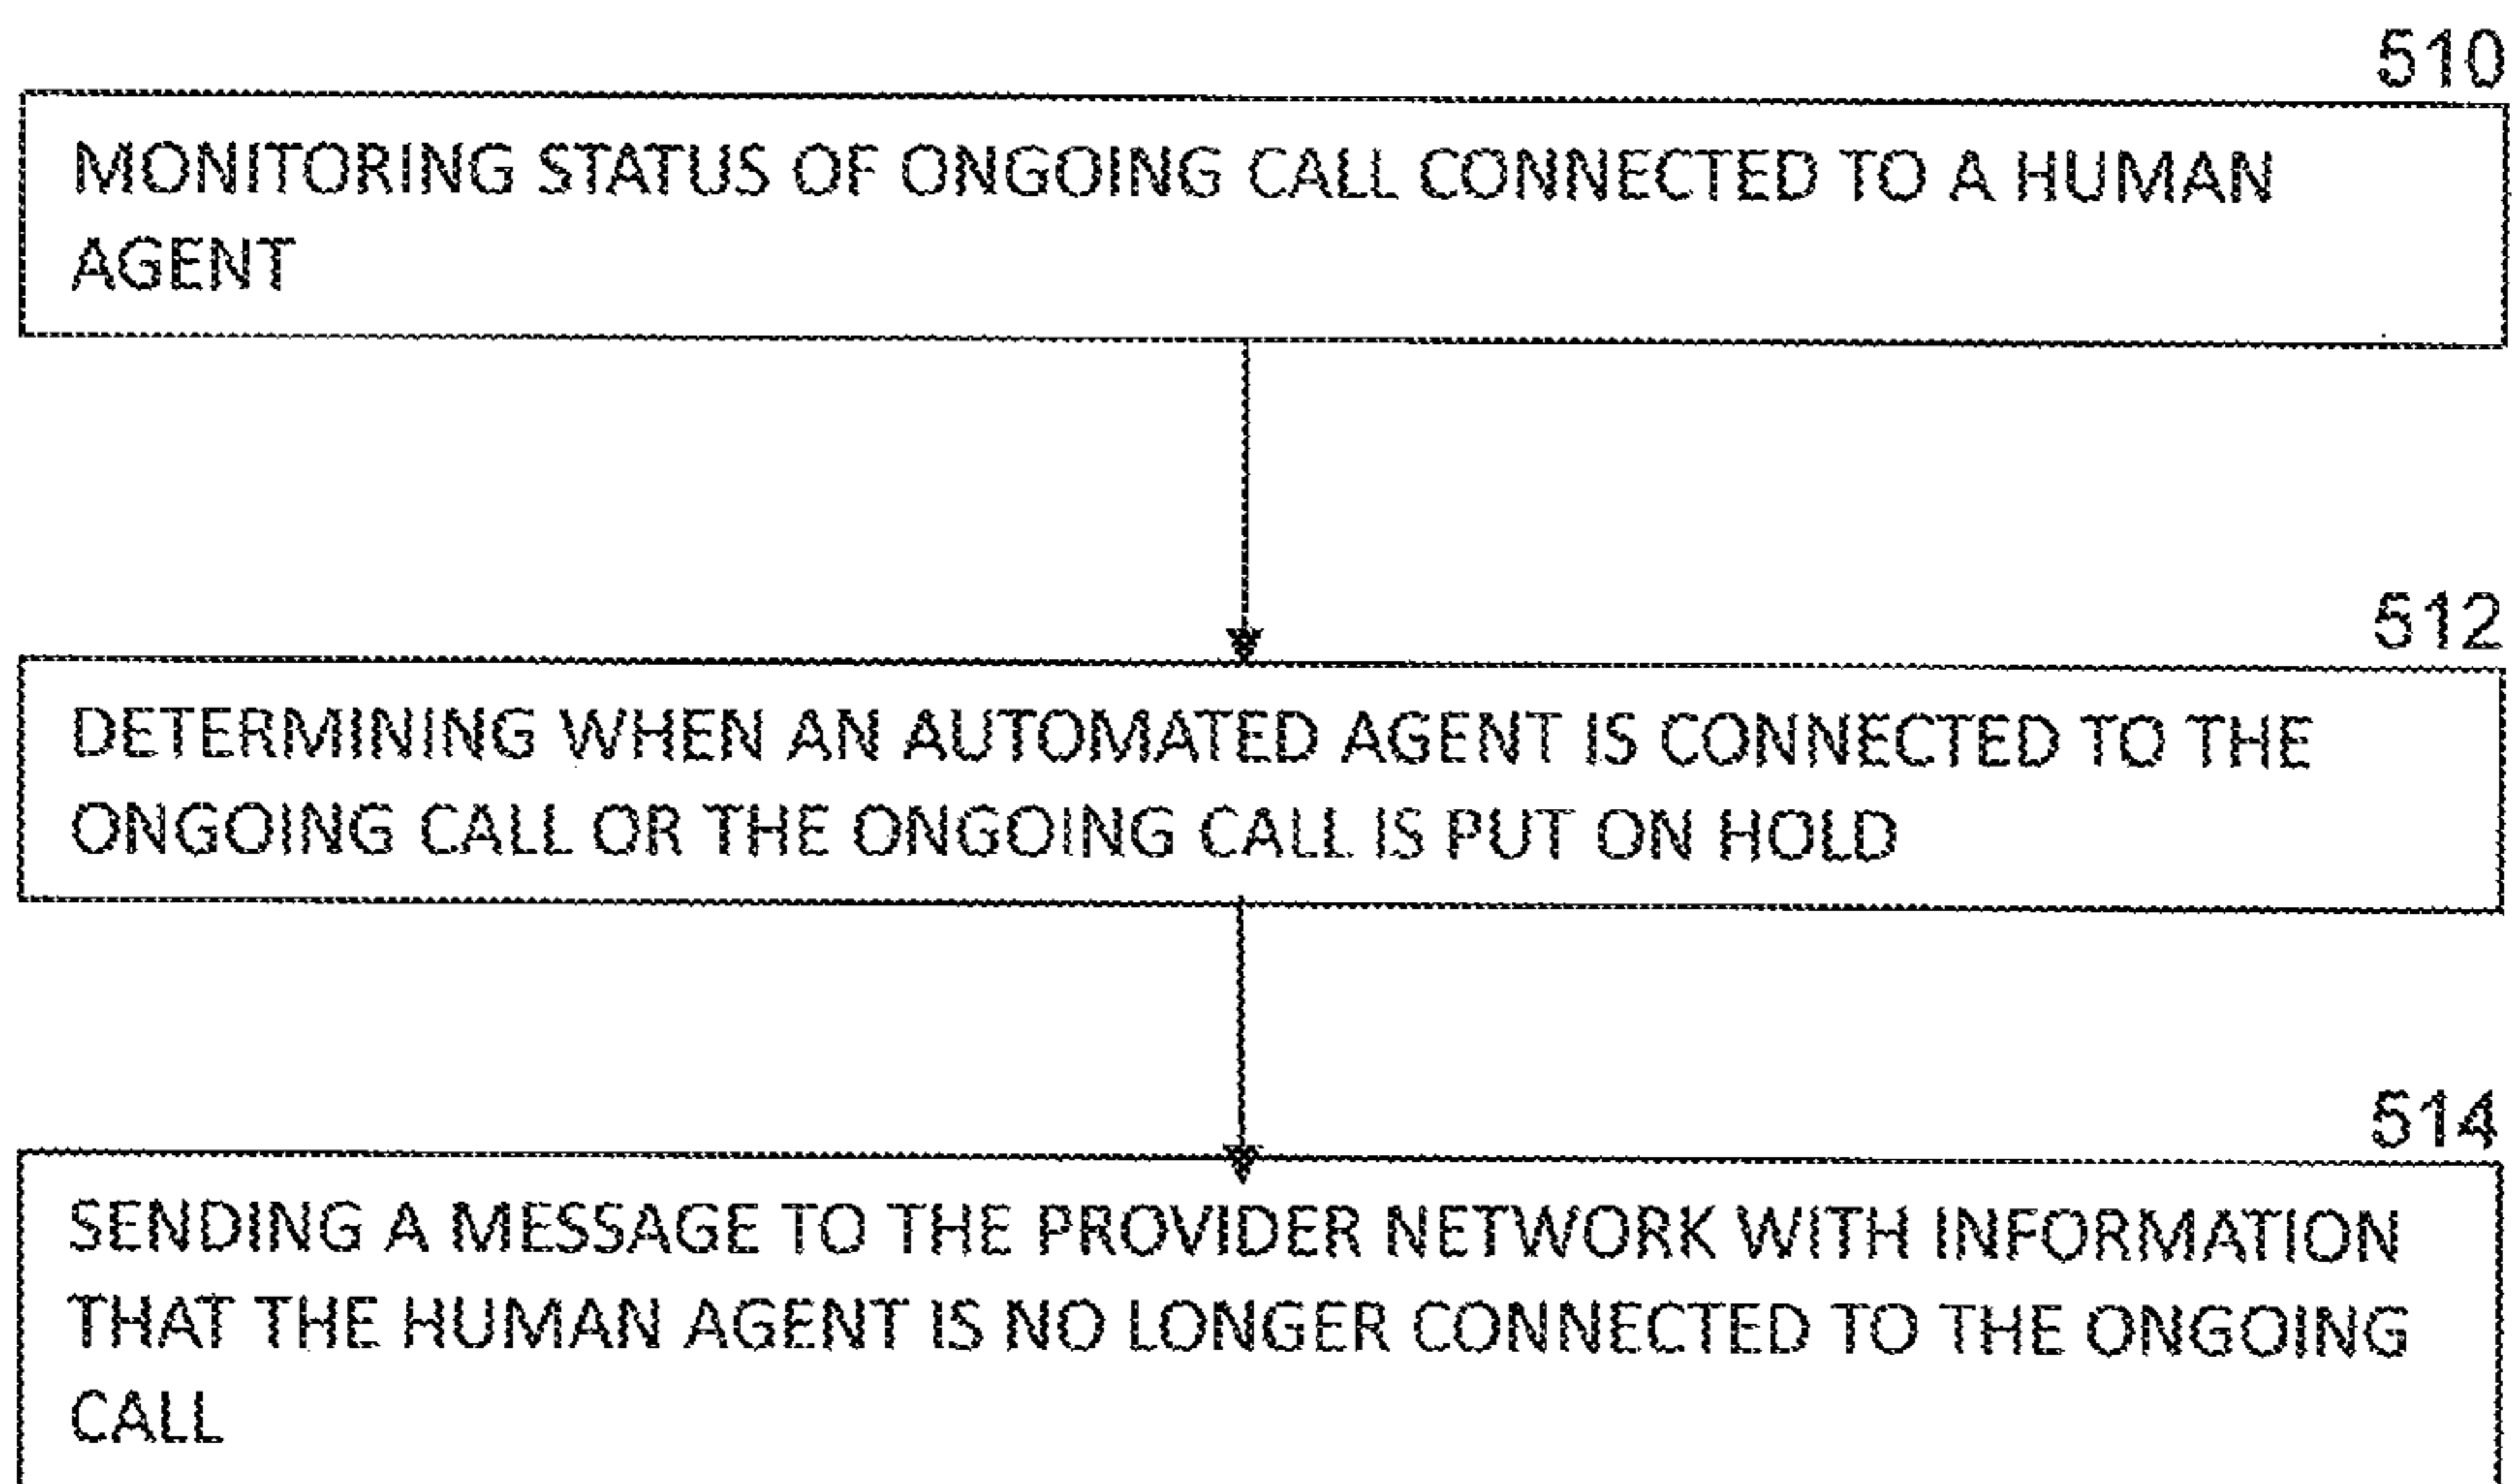 510
MONITORING STATUS OF ONGOING CALL CONNECTED TO A HUMAN
AGENT
512
DETERMINING WHEN AN AUTOMATED AGENT IS CONNECTED TO THE
ONGOING CALL OR THE ONGOING CALL IS PUT ON HOLD
514
SENDING A MESSAGE TO THE PROVIDER NETWORK WITH INFORMATION
THAT THE HUMAN AGENT IS NO LONGER CONNECTED TO THE ONGOING
CALL